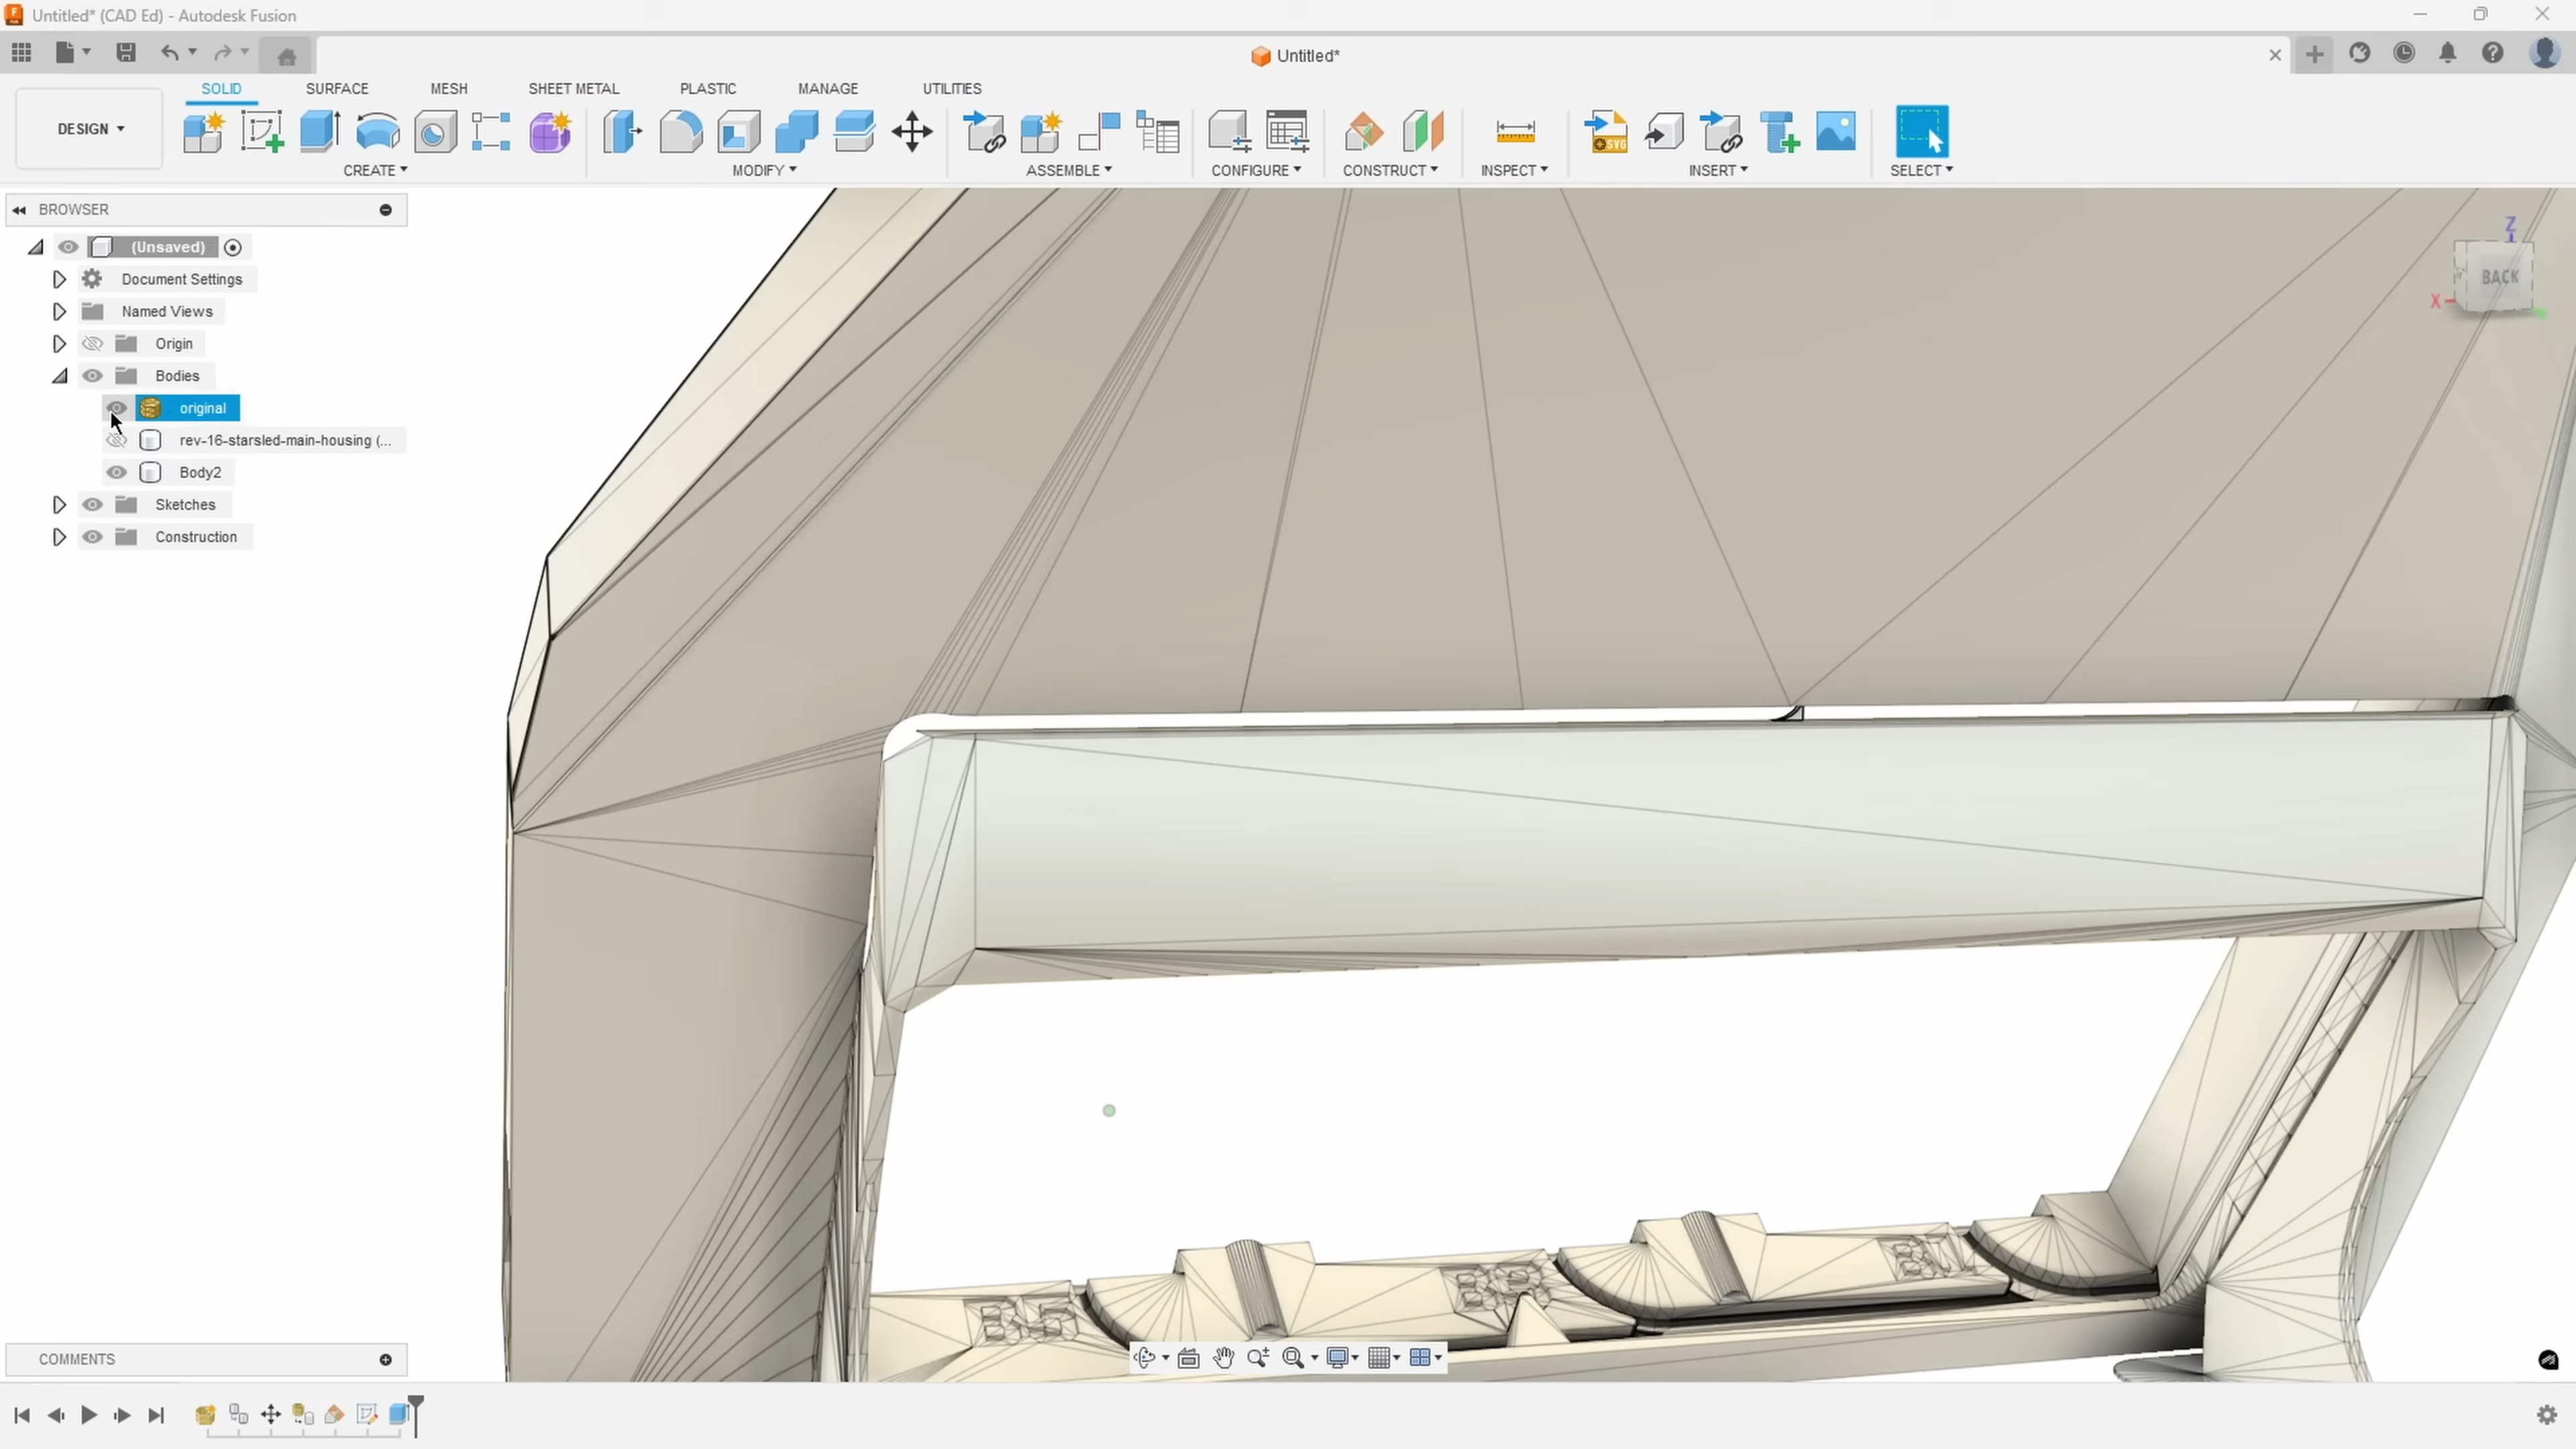 Untitled* (CAD Ed) - Autodesk Fusion
Untitled*
DESIGN
SOLID
SURFACE
MESH
SHEET METAL
PLASTIC
MANAGE
UTILITIES
CREATE
MODIFY
ASSEMBLE
CONFIGURE
CONSTRUCT
INSPECT
SVG
INSERT
SELECT
BROWSER
(Unsaved)
Document Settings
Named Views
Origin
Bodies
original
rev-16-starsled-main-housing (...
Body2
Sketches
Construction
Z
BACK
X
COMMENTS